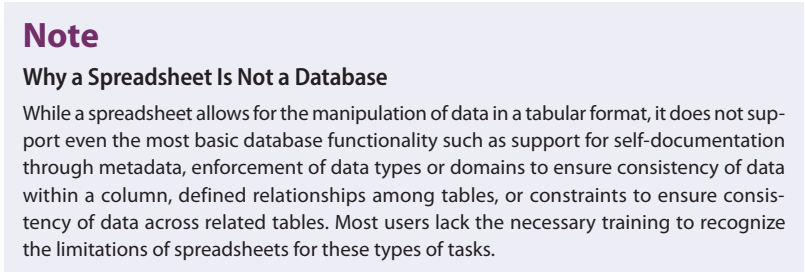 Note
Why a Spreadsheet Is Not a Database
While a spreadsheet allows for the manipulation of data in a tabular format, it does not sup-
port even the most basic database functionality such as support for self-documentation
through metadata, enforcement of data types or domains to ensure consistency of data
within a column, defined relationships among tables, or constraints to ensure consis-
tency of data across related tables. Most users lack the necessary training to recognize
the limitations of spreadsheets for these types of tasks.